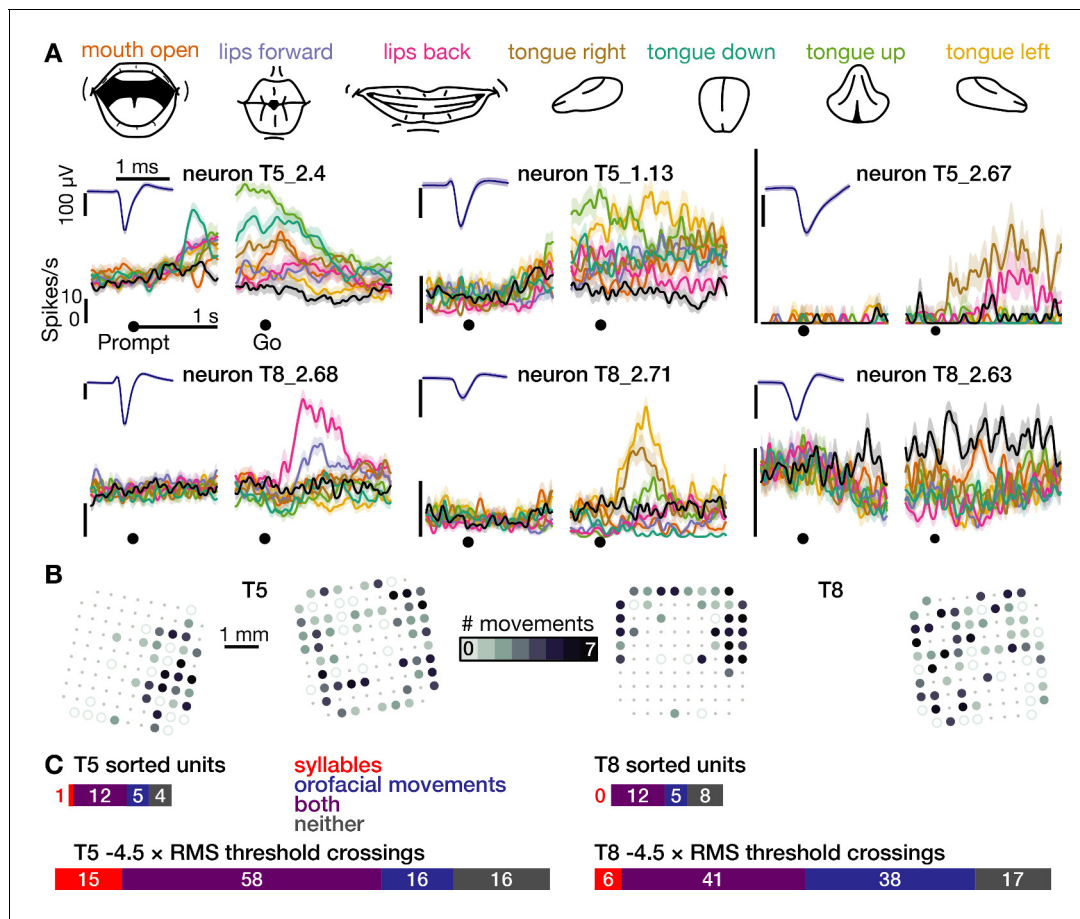 A
mouth open lips forward lips back tongue right tongue down tongue up tongue left
1 ms neuron T5_2.4 neuron T5_1.13 neuron T5_2.67
100 µV
Spikes/s
10
0
1 s
Prompt Go
neuron T8_2.68 neuron T8_2.71 neuron T8_2.63
B
T5 T8
1 mm
# movements
0 7
C T5 sorted units syllables T8 sorted units
orofacial movements
1 12 5 4 both 0 12 5 8
neither
T5 -4.5 × RMS threshold crossings T8 -4.5 × RMS threshold crossings
15 58 16 16 6 41 38 17